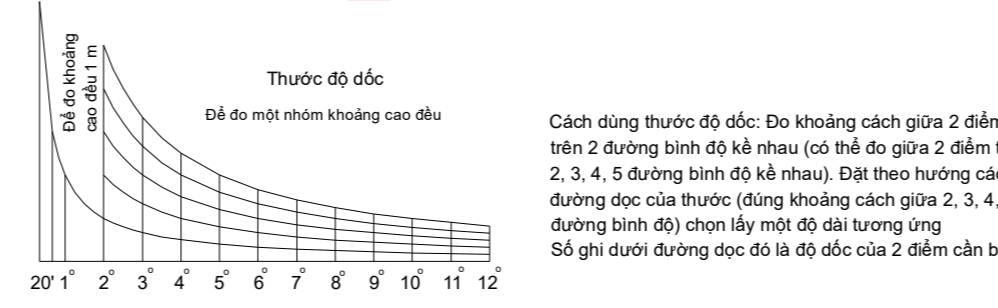 Để đo khoảng
cao đều 1 m
Thước độ dốc
Để đo một nhóm khoảng cao đều
20' 1° 2° 3° 4° 5° 6° 7° 8° 9° 10° 11° 12°
Cách dùng thước độ dốc: Đo khoảng cách giữa 2 điểm
trên 2 đường bình độ kề nhau (có thể đo giữa 2 điểm
2, 3, 4, 5 đường bình độ kề nhau). Đặt theo hướng
đường dọc của thước (đúng khoảng cách giữa 2, 3, 4,
đường bình độ) chọn lấy một độ dài tương ứng
Số ghi dưới đường dọc đó là độ dốc của 2 điểm cần